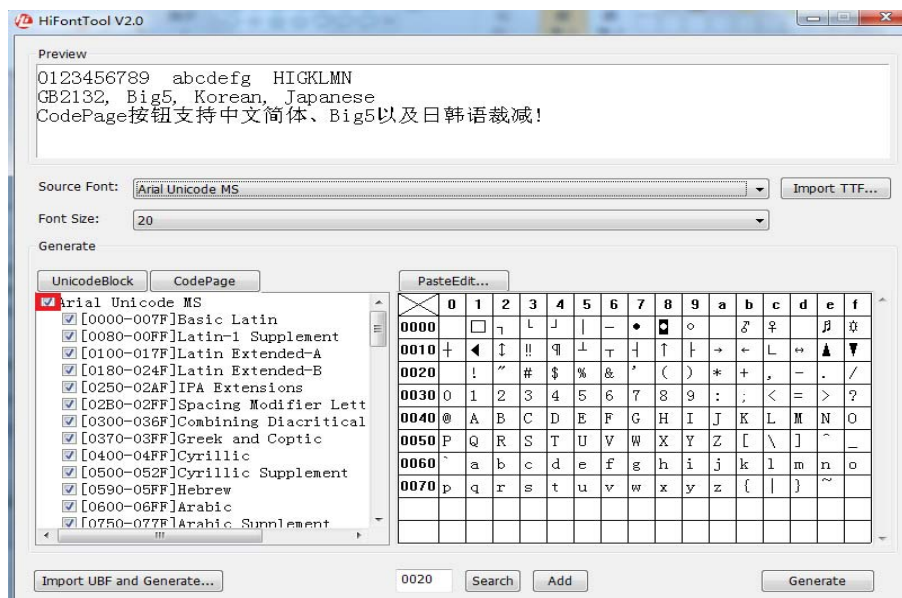 HiFontTool V2.0
Preview
0123456789 abcdefg HIGKLMN
GB2132, Big5, Korean, Japanese
CodePage按钮支持中文简体、Big5以及日韩语裁减!
Source Font: Arial Unicode MS Import TTF...
Font Size: 20
Generate
UnicodeBlock CodePage PasteEdit...
Arial Unicode MS
[0000-007F]Basic Latin
[0080-00FF]Latin-1 Supplement
[0100-017F]Latin Extended-A
[0180-024F]Latin Extended-B
[0250-02AF]IPA Extensions
[02B0-02FF]Spacing Modifier Lett
[0300-036F]Combining Diacritical
[0370-03FF]Greek and Coptic
[0400-04FF]Cyrillic
[0500-052F]Cyrillic Supplement
[0590-05FF]Hebrew
[0600-06FF]Arabic
[0750-077F]Arabic Supplement
0 1 2 3 4 5 6 7 8 9 a b c d e f
0000 □ ┐ └ ┘ │ — ● ◘ ○ ♂ ♀ ♬ ☼
0010 ┼ ◄ ↕ ‼ ¶ ┴ ┬ ┤ ↑ ├ → ← ∟ ↔ ▲ ▼
0020 ! " # $ % & ' ( ) * + , - . /
0030 0 1 2 3 4 5 6 7 8 9 : ; < = > ?
0040 @ A B C D E F G H I J K L M N O
0050 P Q R S T U V W X Y Z [ \ ] ^ _
0060 ` a b c d e f g h i j k l m n o
0070 p q r s t u v w x y z { | } ~
Import UBF and Generate... 0020 Search Add Generate